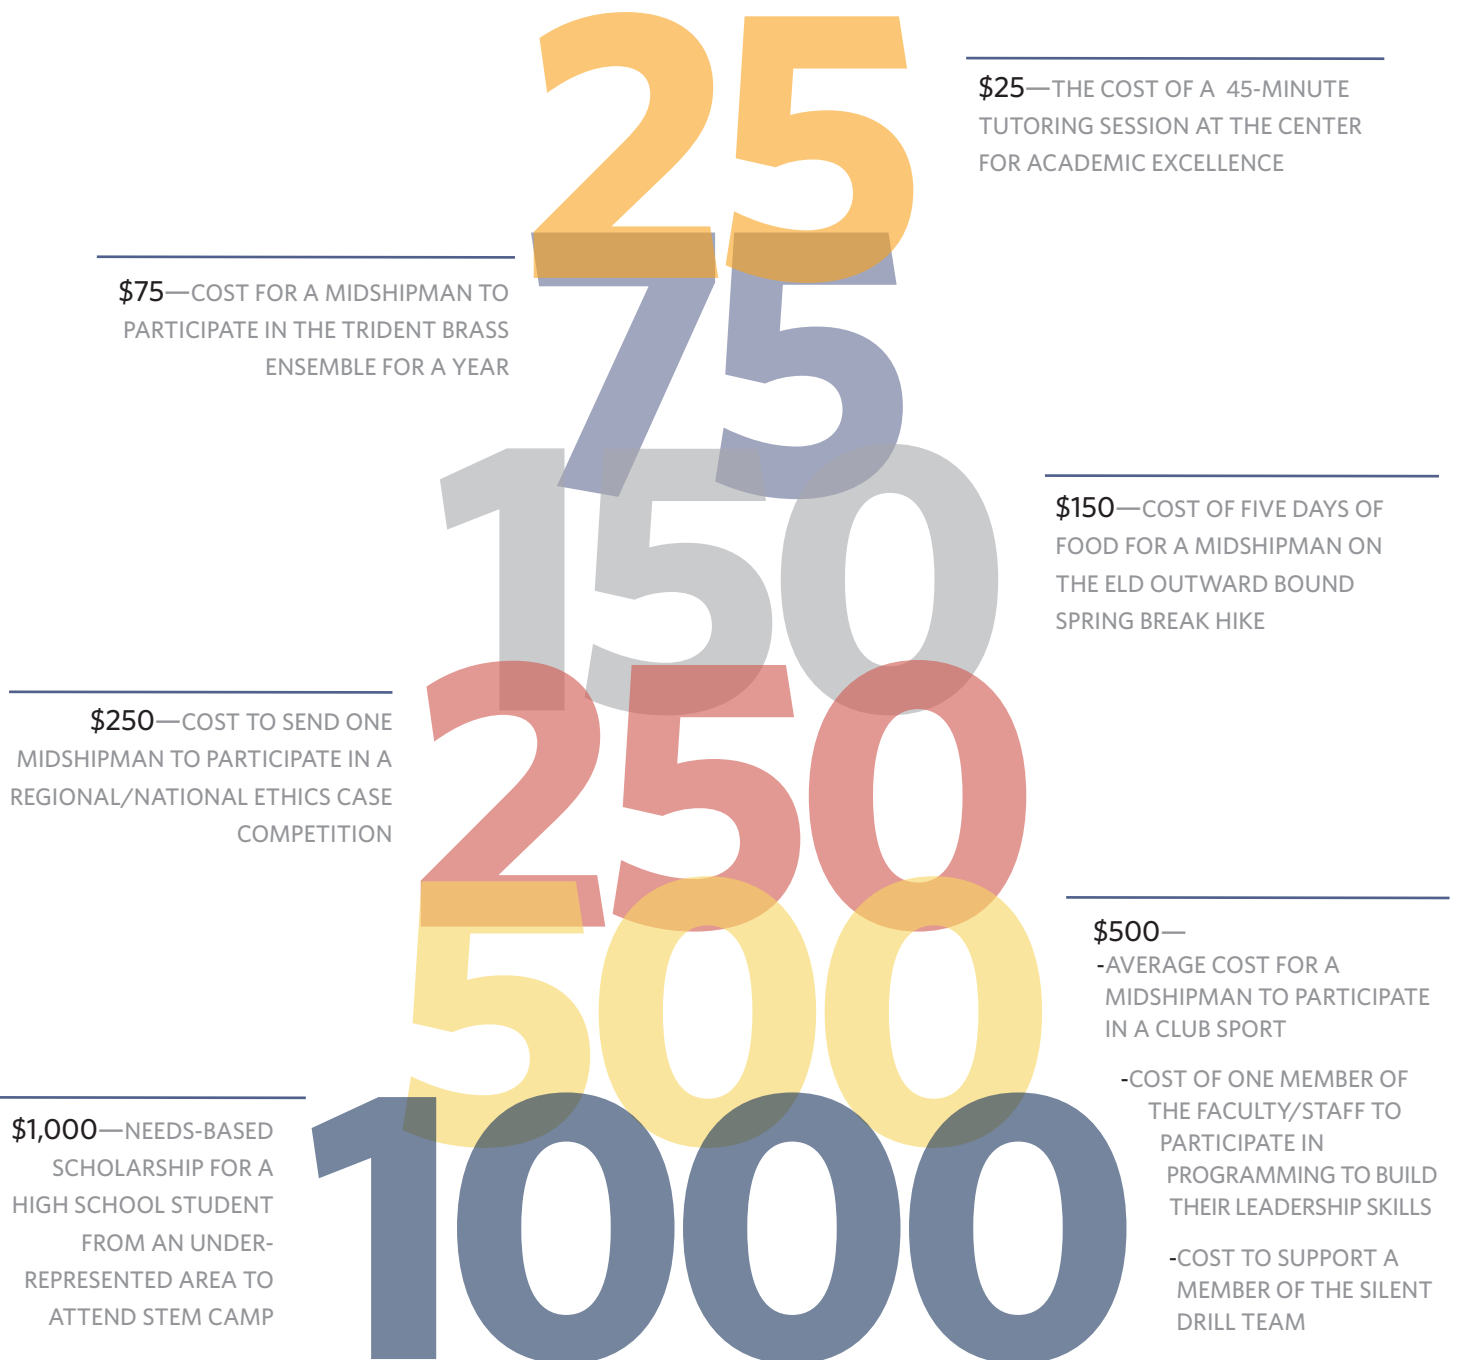 25
$25—THE COST OF A 45-MINUTE
TUTORING SESSION AT THE CENTER
FOR ACADEMIC EXCELLENCE
75
$75—COST FOR A MIDSHIPMAN TO
PARTICIPATE IN THE TRIDENT BRASS
ENSEMBLE FOR A YEAR
150
$150—COST OF FIVE DAYS OF
FOOD FOR A MIDSHIPMAN ON
THE ELD OUTWARD BOUND
SPRING BREAK HIKE
250
$250—COST TO SEND ONE
MIDSHIPMAN TO PARTICIPATE IN A
REGIONAL/NATIONAL ETHICS CASE
COMPETITION
500
$500—
-AVERAGE COST FOR A
MIDSHIPMAN TO PARTICIPATE
IN A CLUB SPORT
-COST OF ONE MEMBER OF
THE FACULTY/STAFF TO
PARTICIPATE IN
PROGRAMMING TO BUILD
THEIR LEADERSHIP SKILLS
-COST TO SUPPORT A
MEMBER OF THE SILENT
DRILL TEAM
1000
$1,000—NEEDS-BASED
SCHOLARSHIP FOR A
HIGH SCHOOL STUDENT
FROM AN UNDER-
REPRESENTED AREA TO
ATTEND STEM CAMP